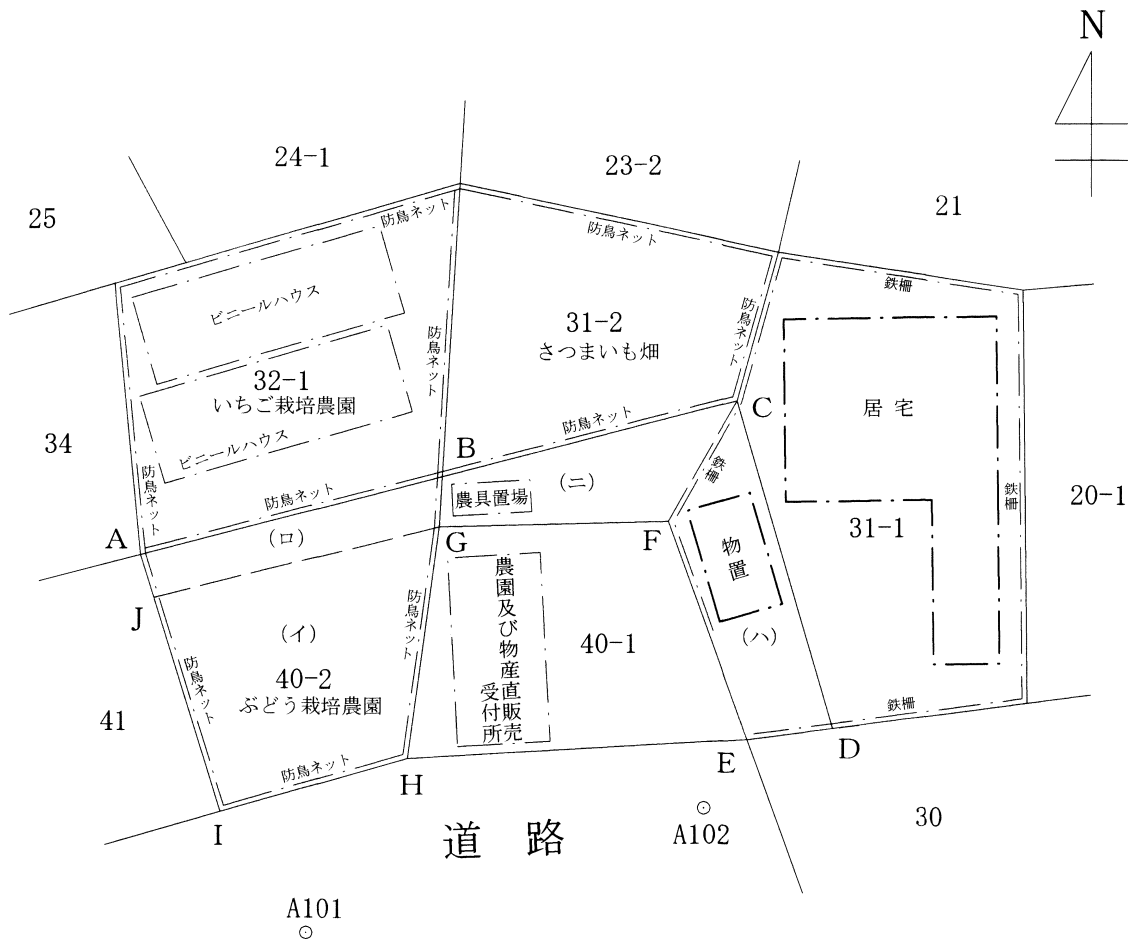 N
24-1
23-2
21
25
防鳥ネット
防鳥ネット
鉄柵
ビニールハウス
防鳥ネット
防鳥ネット
31-2
さつまいも畑
32-1
いちご栽培農園
居宅
C
34
ビニールハウス
防鳥ネット
B
防鳥ネット
防鳥ネット
鉄柵
鉄柵
農具置場
(ニ)
20-1
31-1
A
(ロ)
G
F
物置
J
防鳥ネット
農園及び物産直販売
受付所
40-1
(イ)
(ハ)
防鳥ネット
40-2
ぶどう栽培農園
41
鉄柵
防鳥ネット
H
E
D
I
道路
A102
30
A101